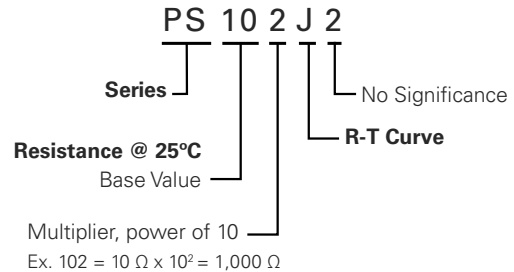 PS 10 2 J 2
Series
No Significance
R-T Curve
Resistance @ 25ºC
Base Value
Multiplier, power of 10
Ex. 102 = 10 Ω x 10² = 1,000 Ω